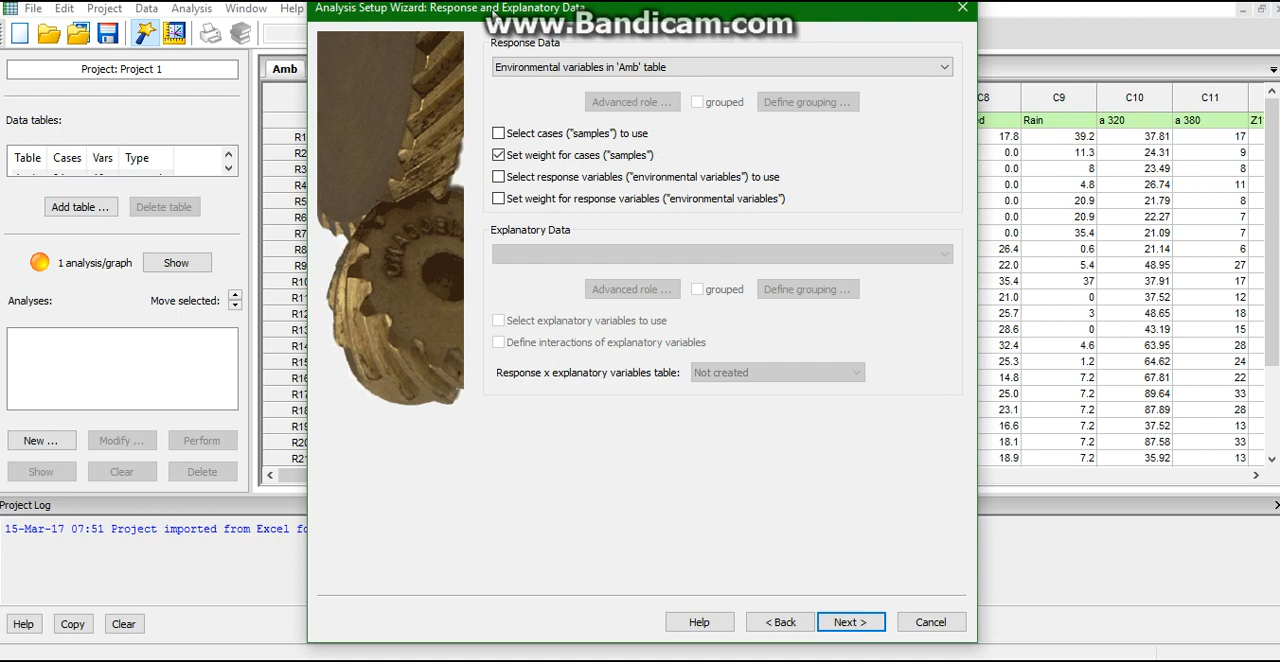 File Edit Project Data Analysis Window Help
Analysis Setup Wizard: Response and Explanatory Data
www.Bandicam.com
Project: Project 1
Data tables:
Table Cases Vars Type
Add table ... Delete table
1 analysis/graph Show
Analyses: Move selected:
New ... Modify ... Perform
Show Clear Delete
Amb
R1
R2
R3
R4
R5
R6
R7
R8
R9
R10
R11
R12
R13
R14
R15
R16
R17
R18
R19
R20
R21
Response Data
Environmental variables in 'Amb' table
Advanced role ... grouped Define grouping ...
Select cases ("samples") to use
Set weight for cases ("samples")
Select response variables ("environmental variables") to use
Set weight for response variables ("environmental variables")
Explanatory Data
Advanced role ... grouped Define grouping ...
Select explanatory variables to use
Define interactions of explanatory variables
Response x explanatory variables table: Not created
Help < Back Next > Cancel
C8 C9 C10 C11
d Rain a 320 a 380 Z1
17.8 39.2 37.81 17
0.0 11.3 24.31 9
0.0 8 23.49 8
0.0 4.8 26.74 11
0.0 20.9 21.79 8
0.0 20.9 22.27 7
0.0 35.4 21.09 7
26.4 0.6 21.14 6
22.0 5.4 48.95 27
35.4 37 37.91 17
21.0 0 37.52 12
25.7 3 48.65 18
28.6 0 43.19 15
32.4 4.6 63.95 28
25.3 1.2 64.62 24
14.8 7.2 67.81 22
25.0 7.2 89.64 33
23.1 7.2 87.89 28
16.6 7.2 37.52 13
18.1 7.2 87.58 33
18.9 7.2 35.92 13
Project Log
15-Mar-17 07:51 Project imported from Excel fo
Help Copy Clear